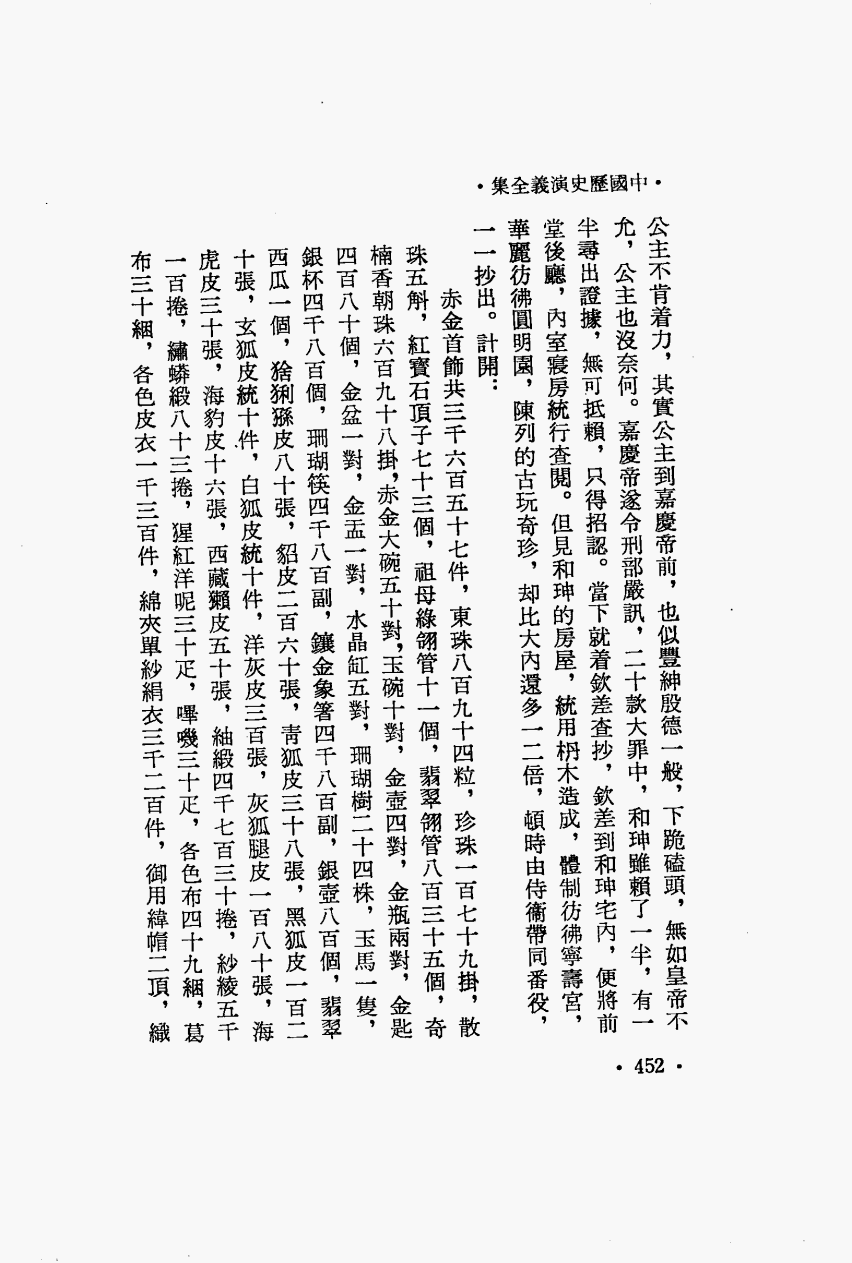 ·中國歷史演義全集·
公主不肯着力，其實公主到嘉慶帝前，也似豐紳殷德一般，下跪磕頭，無如皇帝不
允，公主也沒奈何。嘉慶帝遂令刑部嚴訊，二十款大罪中，和珅雖賴了一半，有一
半尋出證據，無可抵賴，只得招認。當下就着欽差查抄，欽差到和珅宅內，便將前
堂後廳，內室寢房統行查閱。但見和珅的房屋，統用枬木造成，體制彷彿寧壽宮，
華麗彷彿圓明園，陳列的古玩奇珍，却比大內還多一二倍，頓時由侍衞帶同番役，
一一抄出。計開：
赤金首飾共三千六百五十七件，東珠八百九十四粒，珍珠一百七十九掛，散
珠五斛，紅寶石頂子七十三個，祖母綠翎管十一個，翡翠翎管八百三十五個，奇
楠香朝珠六百九十八掛，赤金大碗五十對，玉碗十對，金壺四對，金瓶兩對，金匙
四百八十個，金盆一對，金盂一對，水晶缸五對，珊瑚樹二十四株，玉馬一隻，
銀杯四千八百個，珊瑚筷四千八百副，鑲金象箸四千八百副，銀壺八百個，翡翠
西瓜一個，猞猁猻皮八十張，貂皮二百六十張，青狐皮三十八張，黑狐皮一百二
十張，玄狐皮統十件，白狐皮統十件，洋灰皮三百張，灰狐腿皮一百八十張，海
虎皮三十張，海豹皮十六張，西藏獺皮五十張，紬緞四千七百三十捲，紗綾五千
一百捲，繡蟒緞八十三捲，猩紅洋呢三十疋，嗶嘰三十疋，各色布四十九綑，葛
布三十綑，各色皮衣一千三百件，綿夾單紗絹衣三千二百件，御用緯帽二頂，織
·452·